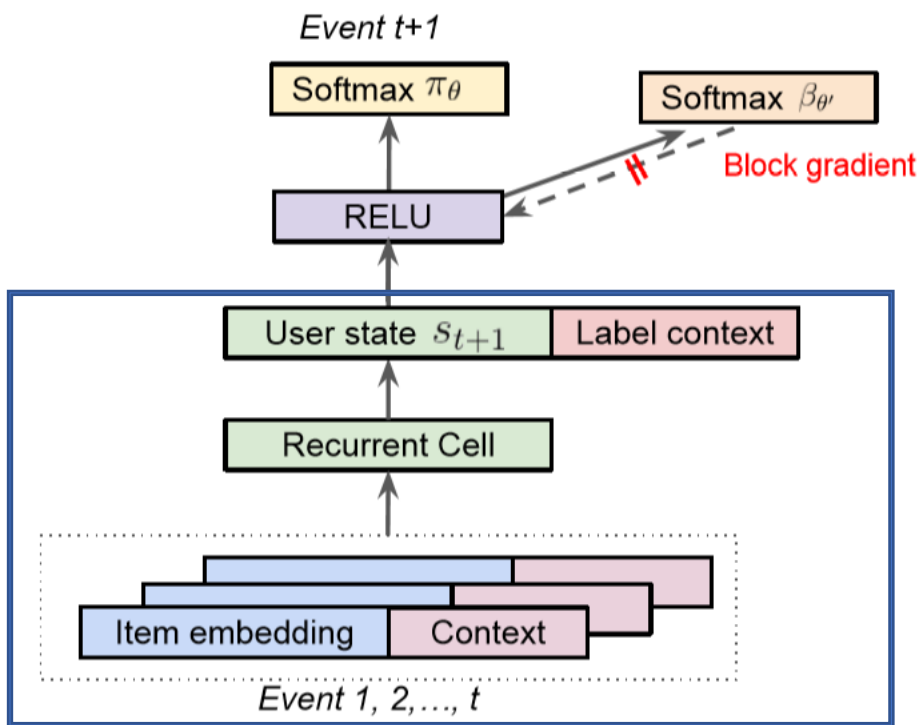 Event t+1
Softmax πθ
Softmax βθ′
Block gradient
RELU
User state st+1 Label context
Recurrent Cell
Item embedding Context
Event 1, 2,..., t